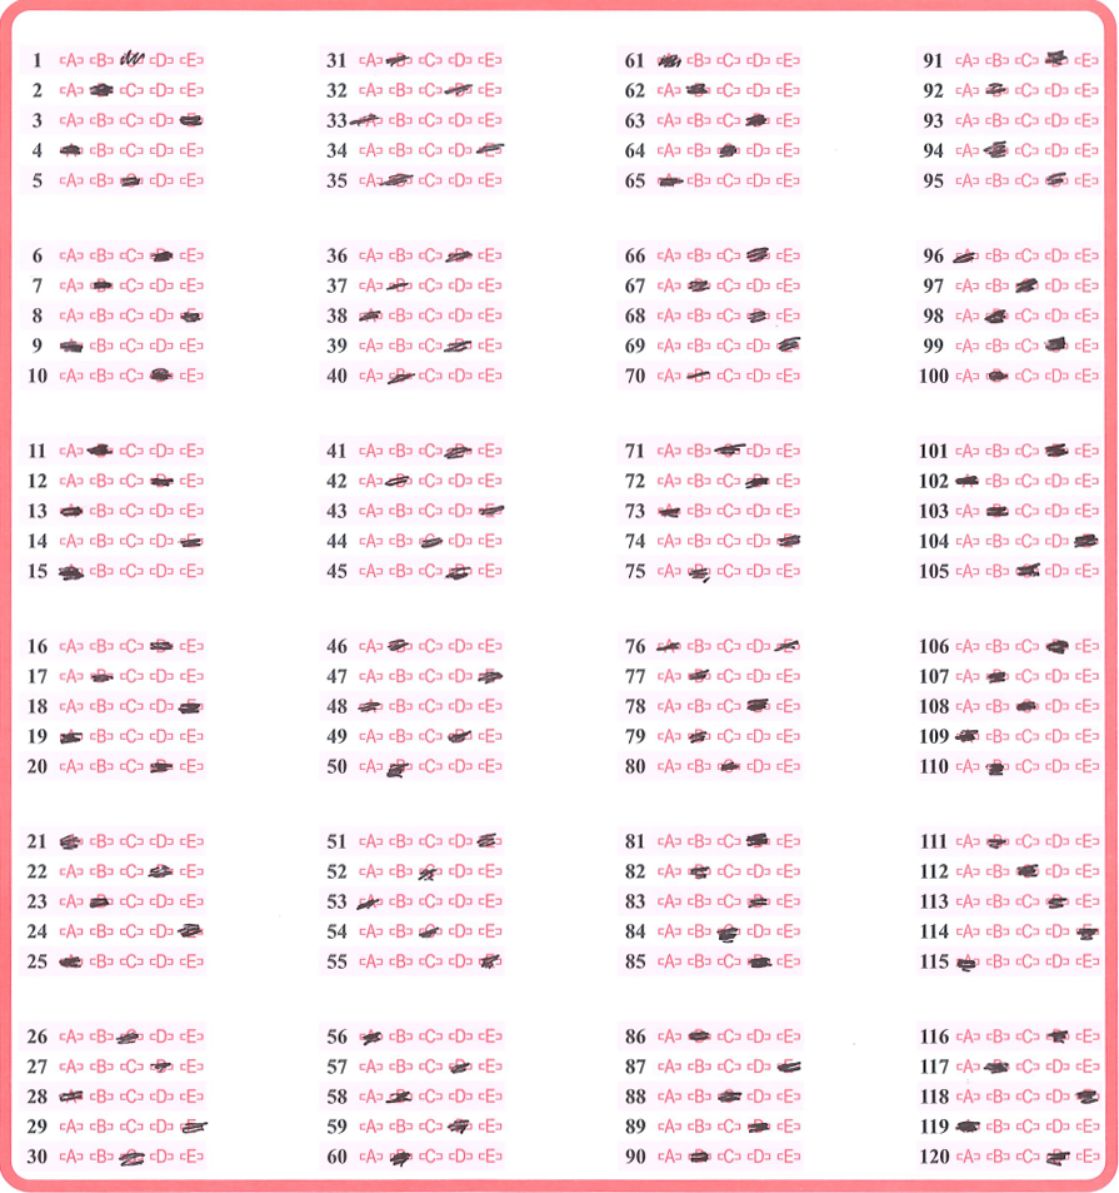 1 [A] [B] [D] [E]
2 [A] [C] [D] [E]
3 [A] [B] [C] [D]
4 [B] [C] [D] [E]
5 [A] [B] [D] [E]
6 [A] [B] [C] [E]
7 [A] [C] [D] [E]
8 [A] [B] [C] [D]
9 [B] [C] [D] [E]
10 [A] [B] [C] [E]
11 [A] [C] [D] [E]
12 [A] [B] [C] [E]
13 [B] [C] [D] [E]
14 [A] [B] [C] [D]
15 [B] [C] [D] [E]
16 [A] [B] [C] [E]
17 [A] [C] [D] [E]
18 [A] [B] [C] [D]
19 [B] [C] [D] [E]
20 [A] [B] [C] [E]
21 [B] [C] [D] [E]
22 [A] [B] [C] [E]
23 [A] [C] [D] [E]
24 [A] [B] [C] [D]
25 [B] [C] [D] [E]
26 [A] [B] [D] [E]
27 [A] [B] [C] [E]
28 [B] [C] [D] [E]
29 [A] [B] [C] [D]
30 [A] [B] [D] [E]
31 [A] [C] [D] [E]
32 [A] [B] [C] [E]
33 [B] [C] [D] [E]
34 [A] [B] [C] [D]
35 [A] [C] [D] [E]
36 [A] [B] [C] [E]
37 [A] [C] [D] [E]
38 [B] [C] [D] [E]
39 [A] [B] [C] [E]
40 [A] [C] [D] [E]
41 [A] [B] [C] [E]
42 [A] [C] [D] [E]
43 [A] [B] [C] [D]
44 [A] [B] [D] [E]
45 [A] [B] [C] [E]
46 [A] [C] [D] [E]
47 [A] [B] [C] [D]
48 [B] [C] [D] [E]
49 [A] [B] [C] [E]
50 [A] [C] [D] [E]
51 [A] [B] [C] [D]
52 [A] [B] [D] [E]
53 [B] [C] [D] [E]
54 [A] [B] [D] [E]
55 [A] [B] [C] [D]
56 [B] [C] [D] [E]
57 [A] [B] [C] [E]
58 [A] [C] [D] [E]
59 [A] [B] [C] [E]
60 [A] [C] [D] [E]
61 [B] [C] [D] [E]
62 [A] [C] [D] [E]
63 [A] [B] [C] [E]
64 [A] [B] [D] [E]
65 [B] [C] [D] [E]
66 [A] [B] [C] [E]
67 [A] [C] [D] [E]
68 [A] [B] [C] [E]
69 [A] [B] [C] [D]
70 [A] [C] [D] [E]
71 [A] [B] [D] [E]
72 [A] [B] [C] [E]
73 [B] [C] [D] [E]
74 [A] [B] [C] [D]
75 [A] [C] [D] [E]
76 [B] [C] [D]
77 [A] [C] [D] [E]
78 [A] [B] [C] [E]
79 [A] [C] [D] [E]
80 [A] [B] [D] [E]
81 [A] [B] [C] [E]
82 [A] [C] [D] [E]
83 [A] [B] [C] [E]
84 [A] [B] [D] [E]
85 [A] [B] [C] [E]
86 [A] [C] [D] [E]
87 [A] [B] [C] [D]
88 [A] [B] [D] [E]
89 [A] [B] [C] [E]
90 [A] [C] [D] [E]
91 [A] [B] [C] [E]
92 [A] [C] [D] [E]
93 [A] [B] [C] [D] [E]
94 [A] [C] [D] [E]
95 [A] [B] [C] [E]
96 [B] [C] [D] [E]
97 [A] [B] [D] [E]
98 [A] [C] [D] [E]
99 [A] [B] [C] [E]
100 [A] [C] [D] [E]
101 [A] [B] [C] [E]
102 [B] [C] [D] [E]
103 [A] [C] [D] [E]
104 [A] [B] [C] [D]
105 [A] [B] [D] [E]
106 [A] [B] [C] [E]
107 [A] [C] [D] [E]
108 [A] [B] [D] [E]
109 [B] [C] [D] [E]
110 [A] [C] [D] [E]
111 [A] [C] [D] [E]
112 [A] [B] [D] [E]
113 [A] [B] [C] [E]
114 [A] [B] [C] [D]
115 [B] [C] [D] [E]
116 [A] [B] [C] [E]
117 [A] [C] [D] [E]
118 [A] [B] [C] [D]
119 [B] [C] [D] [E]
120 [A] [B] [C] [E]